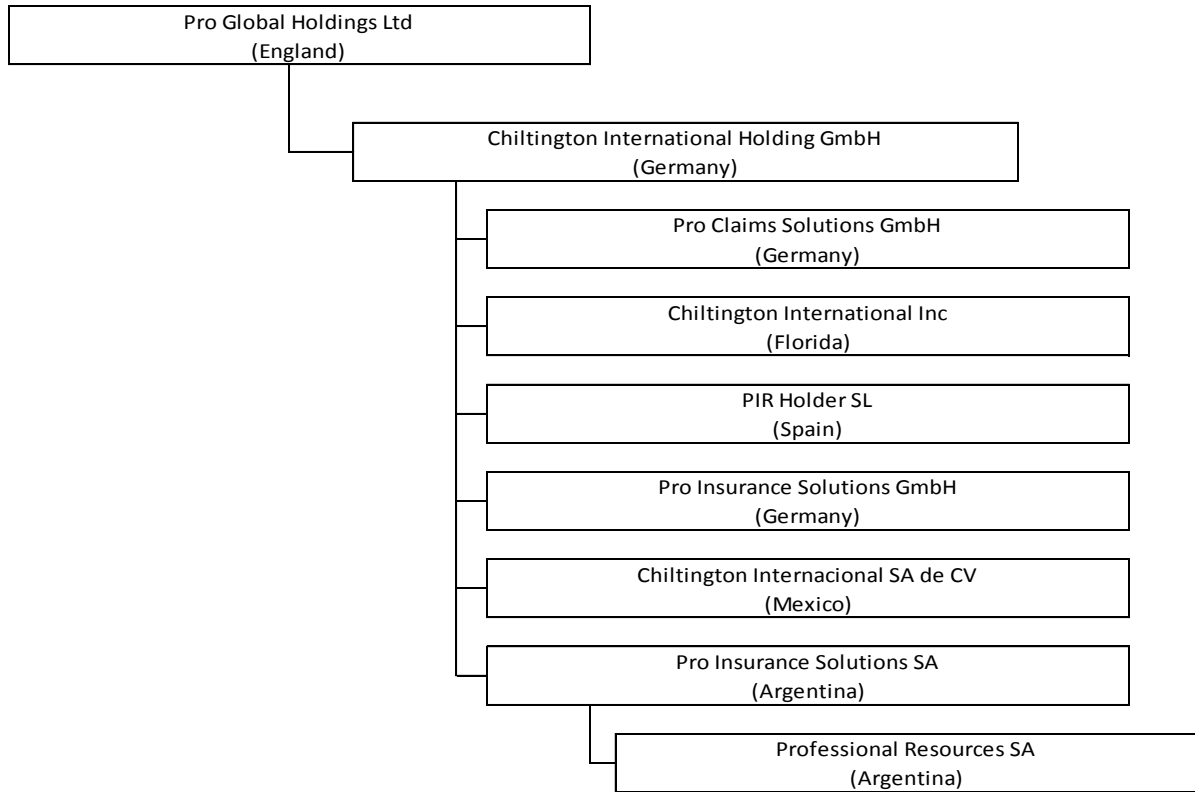 Pro Global Holdings Ltd
(England)
Chiltington International Holding GmbH
(Germany)
Pro Claims Solutions GmbH
(Germany)
Chiltington International Inc
(Florida)
PIR Holder SL
(Spain)
Pro Insurance Solutions GmbH
(Germany)
Chiltington Internacional SA de CV
(Mexico)
Pro Insurance Solutions SA
(Argentina)
Professional Resources SA
(Argentina)